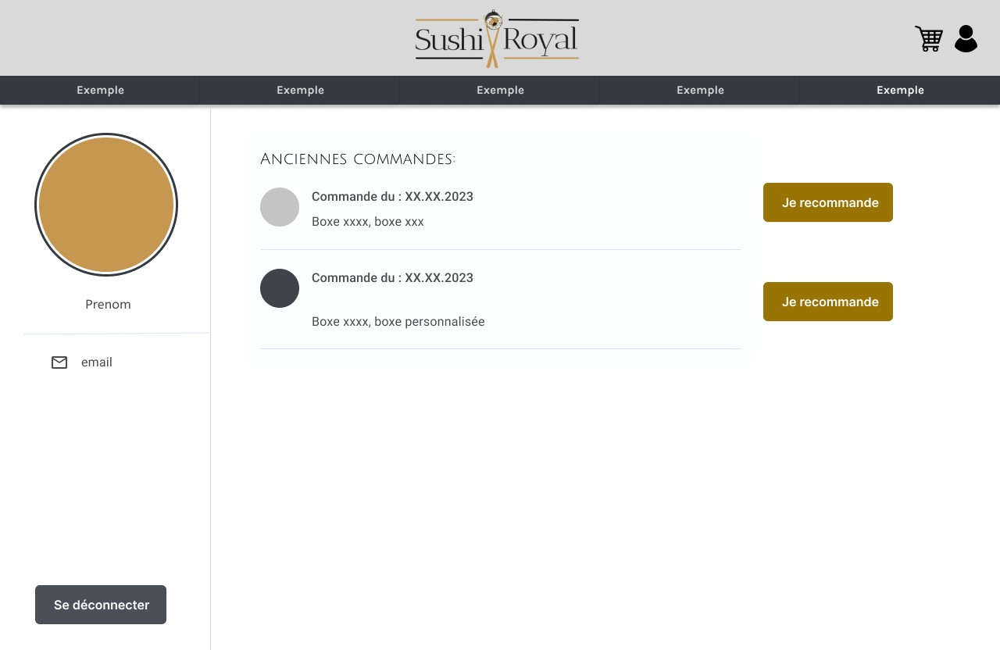 Sushi Royal
Exemple Exemple Exemple Exemple Exemple
Prenom
email
Se déconnecter
Anciennes commandes:
Commande du : XX.XX.2023
Boxe xxxx, boxe xxx
Je recommande
Commande du : XX.XX.2023
Boxe xxxx, boxe personnalisée
Je recommande